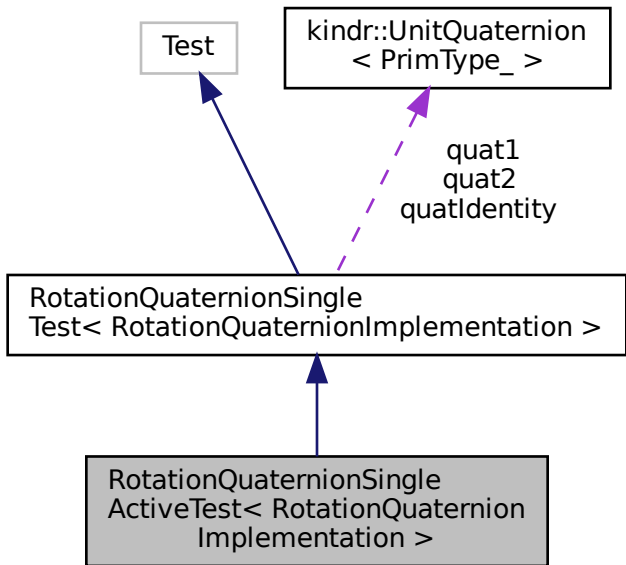 Test
kindr::UnitQuaternion
< PrimType_ >
quat1
quat2
quatIdentity
RotationQuaternionSingle
Test< RotationQuaternionImplementation >
RotationQuaternionSingle
ActiveTest< RotationQuaternion
Implementation >